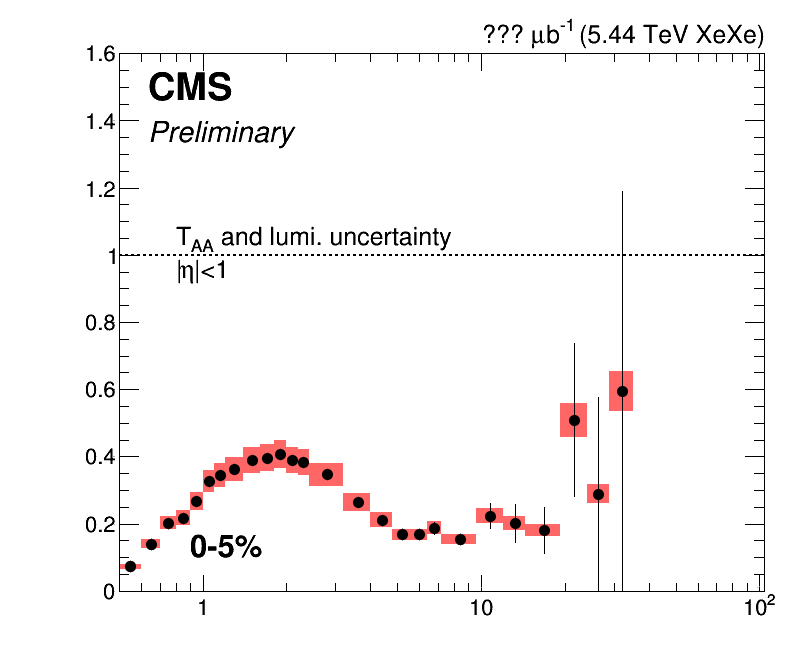 ??? μb⁻¹ (5.44 TeV XeXe)
CMS
Preliminary
T_AA and lumi. uncertainty
|η|<1
0-5%
1.6
1.4
1.2
1
0.8
0.6
0.4
0.2
0
1 10 10²